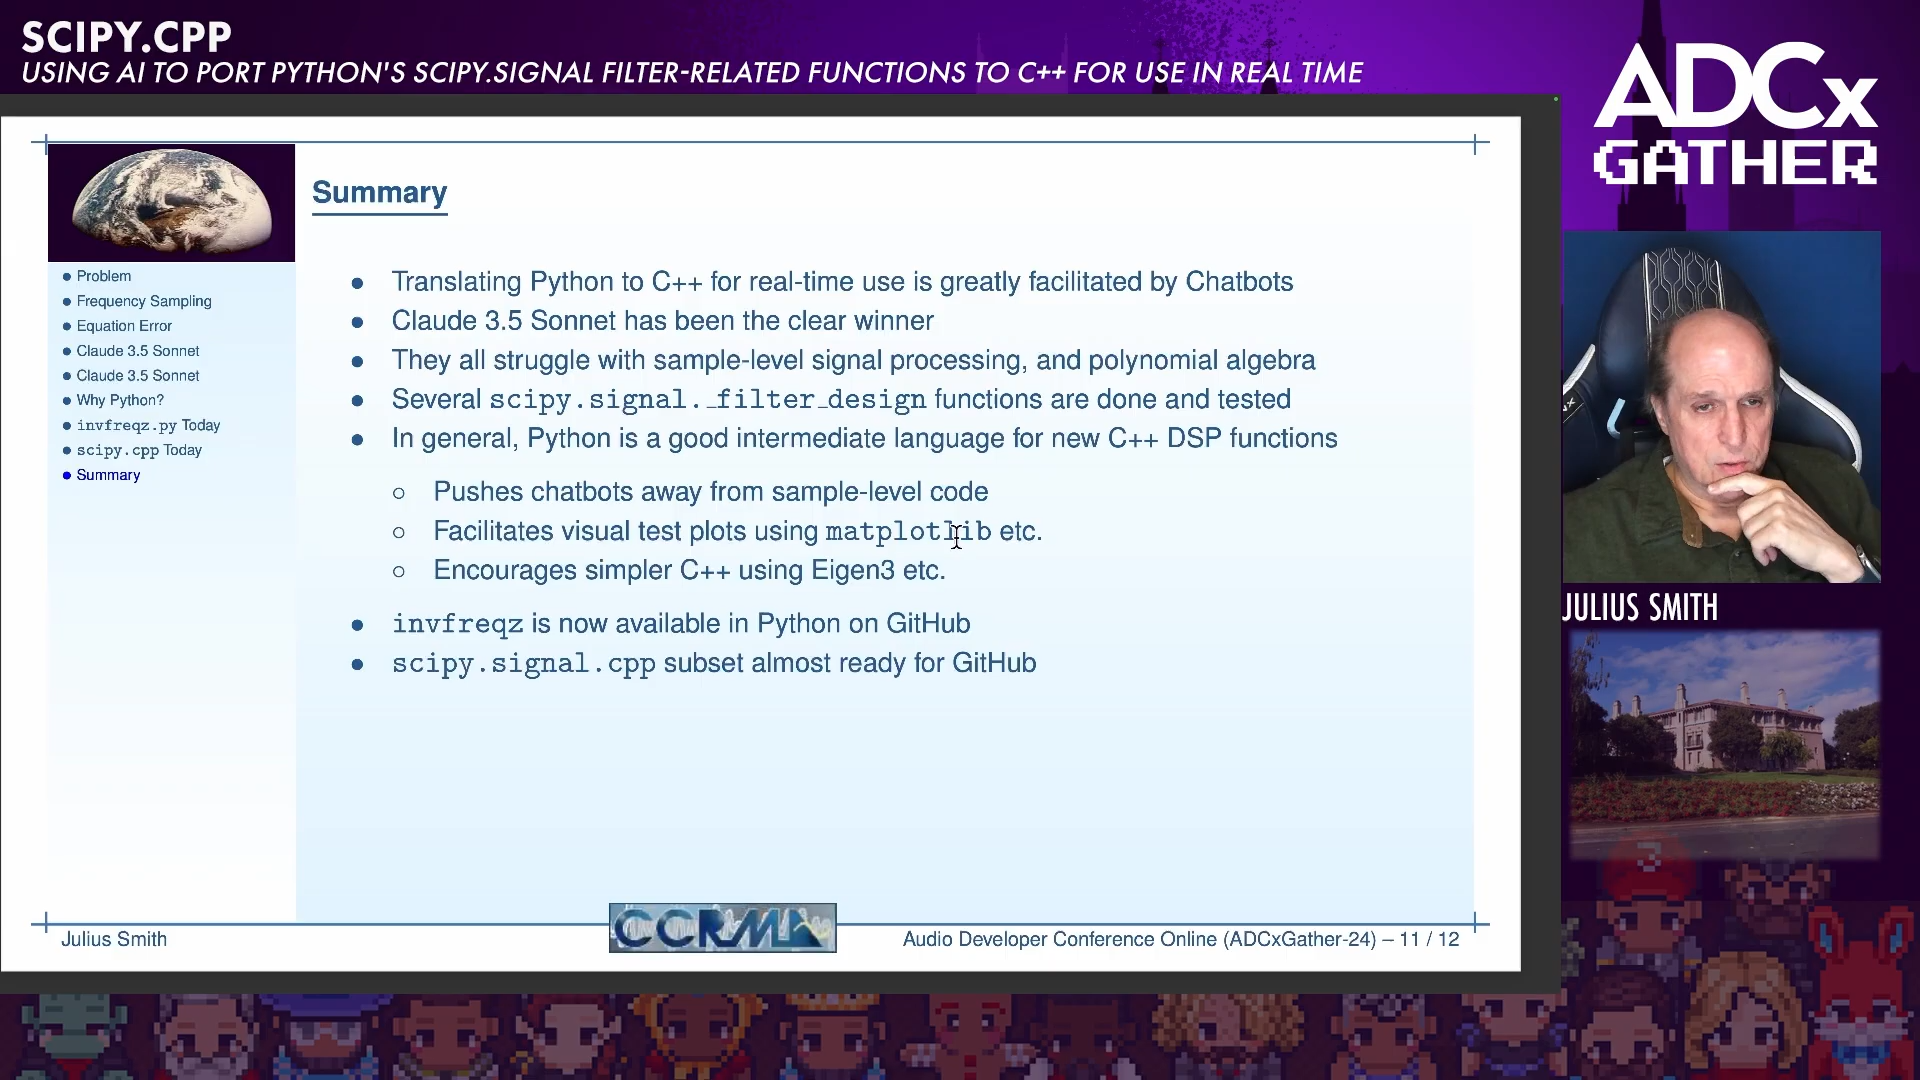 SCIPY.CPP
USING AI TO PORT PYTHON'S SCIPY.SIGNAL FILTER-RELATED FUNCTIONS TO C++ FOR USE IN REAL TIME
ADCx
GATHER
• Problem
• Frequency Sampling
• Equation Error
• Claude 3.5 Sonnet
• Claude 3.5 Sonnet
• Why Python?
• invfreqz.py Today
• scipy.cpp Today
• Summary
Summary
• Translating Python to C++ for real-time use is greatly facilitated by Chatbots
• Claude 3.5 Sonnet has been the clear winner
• They all struggle with sample-level signal processing, and polynomial algebra
• Several scipy.signal._filter_design functions are done and tested
• In general, Python is a good intermediate language for new C++ DSP functions
○ Pushes chatbots away from sample-level code
○ Facilitates visual test plots using matplotlib etc.
○ Encourages simpler C++ using Eigen3 etc.
• invfreqz is now available in Python on GitHub
• scipy.signal.cpp subset almost ready for GitHub
JULIUS SMITH
3
Julius Smith
CCRMA
Audio Developer Conference Online (ADCxGather-24) – 11 / 12